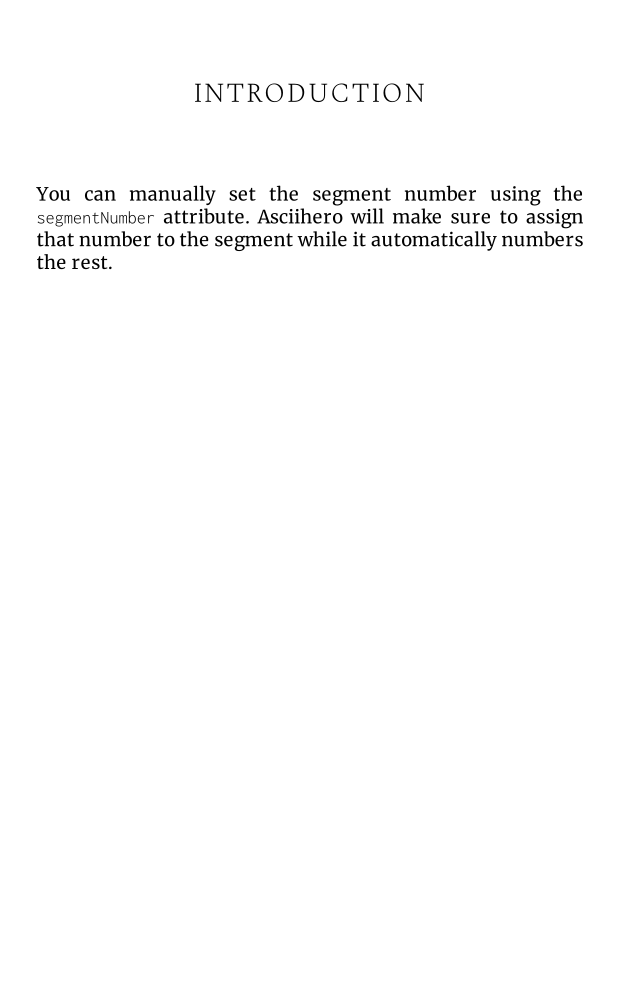 INTRODUCTION
You can manually set the segment number using the
segmentNumber attribute. Asciihero will make sure to assign
that number to the segment while it automatically numbers
the rest.